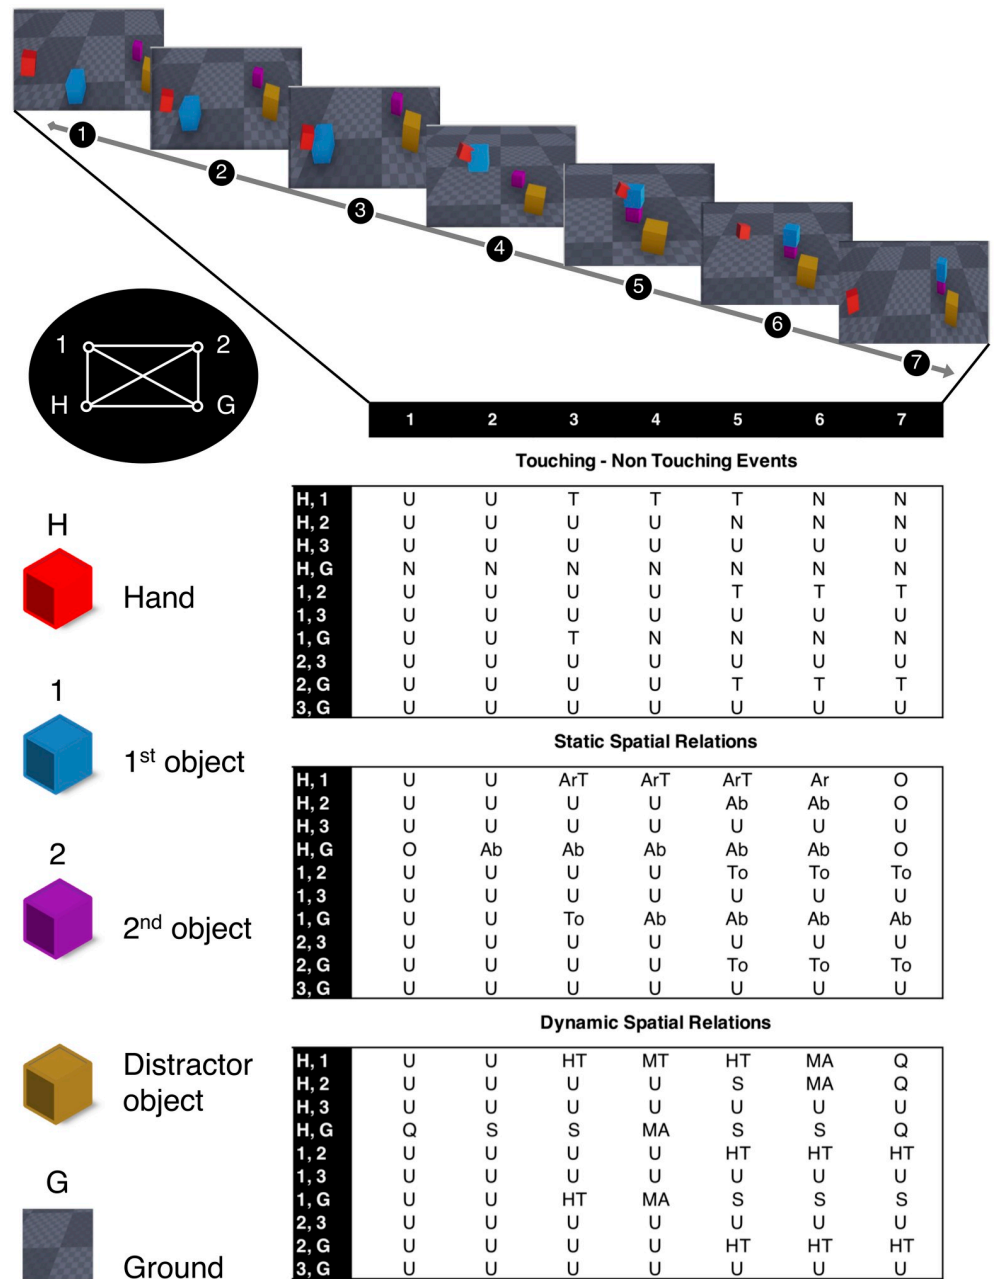 1
2
3
4
5
6
7
1 2
H G
1 2 3 4 5 6 7
Touching - Non Touching Events
H, 1 U U T T T N N
H, 2 U U U U N N N
H, 3 U U U U U U U
H, G N N N N N N N
1, 2 U U U U T T T
1, 3 U U U U U U U
1, G U U T N N N N
2, 3 U U U U U U U
2, G U U U U T T T
3, G U U U U U U U
Static Spatial Relations
H, 1 U U ArT ArT ArT Ar O
H, 2 U U U U Ab Ab O
H, 3 U U U U U U U
H, G O Ab Ab Ab Ab Ab O
1, 2 U U U U To To To
1, 3 U U U U U U U
1, G U U To Ab Ab Ab Ab
2, 3 U U U U U U U
2, G U U U U To To To
3, G U U U U U U U
Dynamic Spatial Relations
H, 1 U U HT MT HT MA Q
H, 2 U U U U S MA Q
H, 3 U U U U U U U
H, G Q S S MA S S Q
1, 2 U U U U HT HT HT
1, 3 U U U U U U U
1, G U U HT MA S S S
2, 3 U U U U U U U
2, G U U U U HT HT HT
3, G U U U U U U U
H
Hand
1
1st object
2
2nd object
Distractor
object
G
Ground